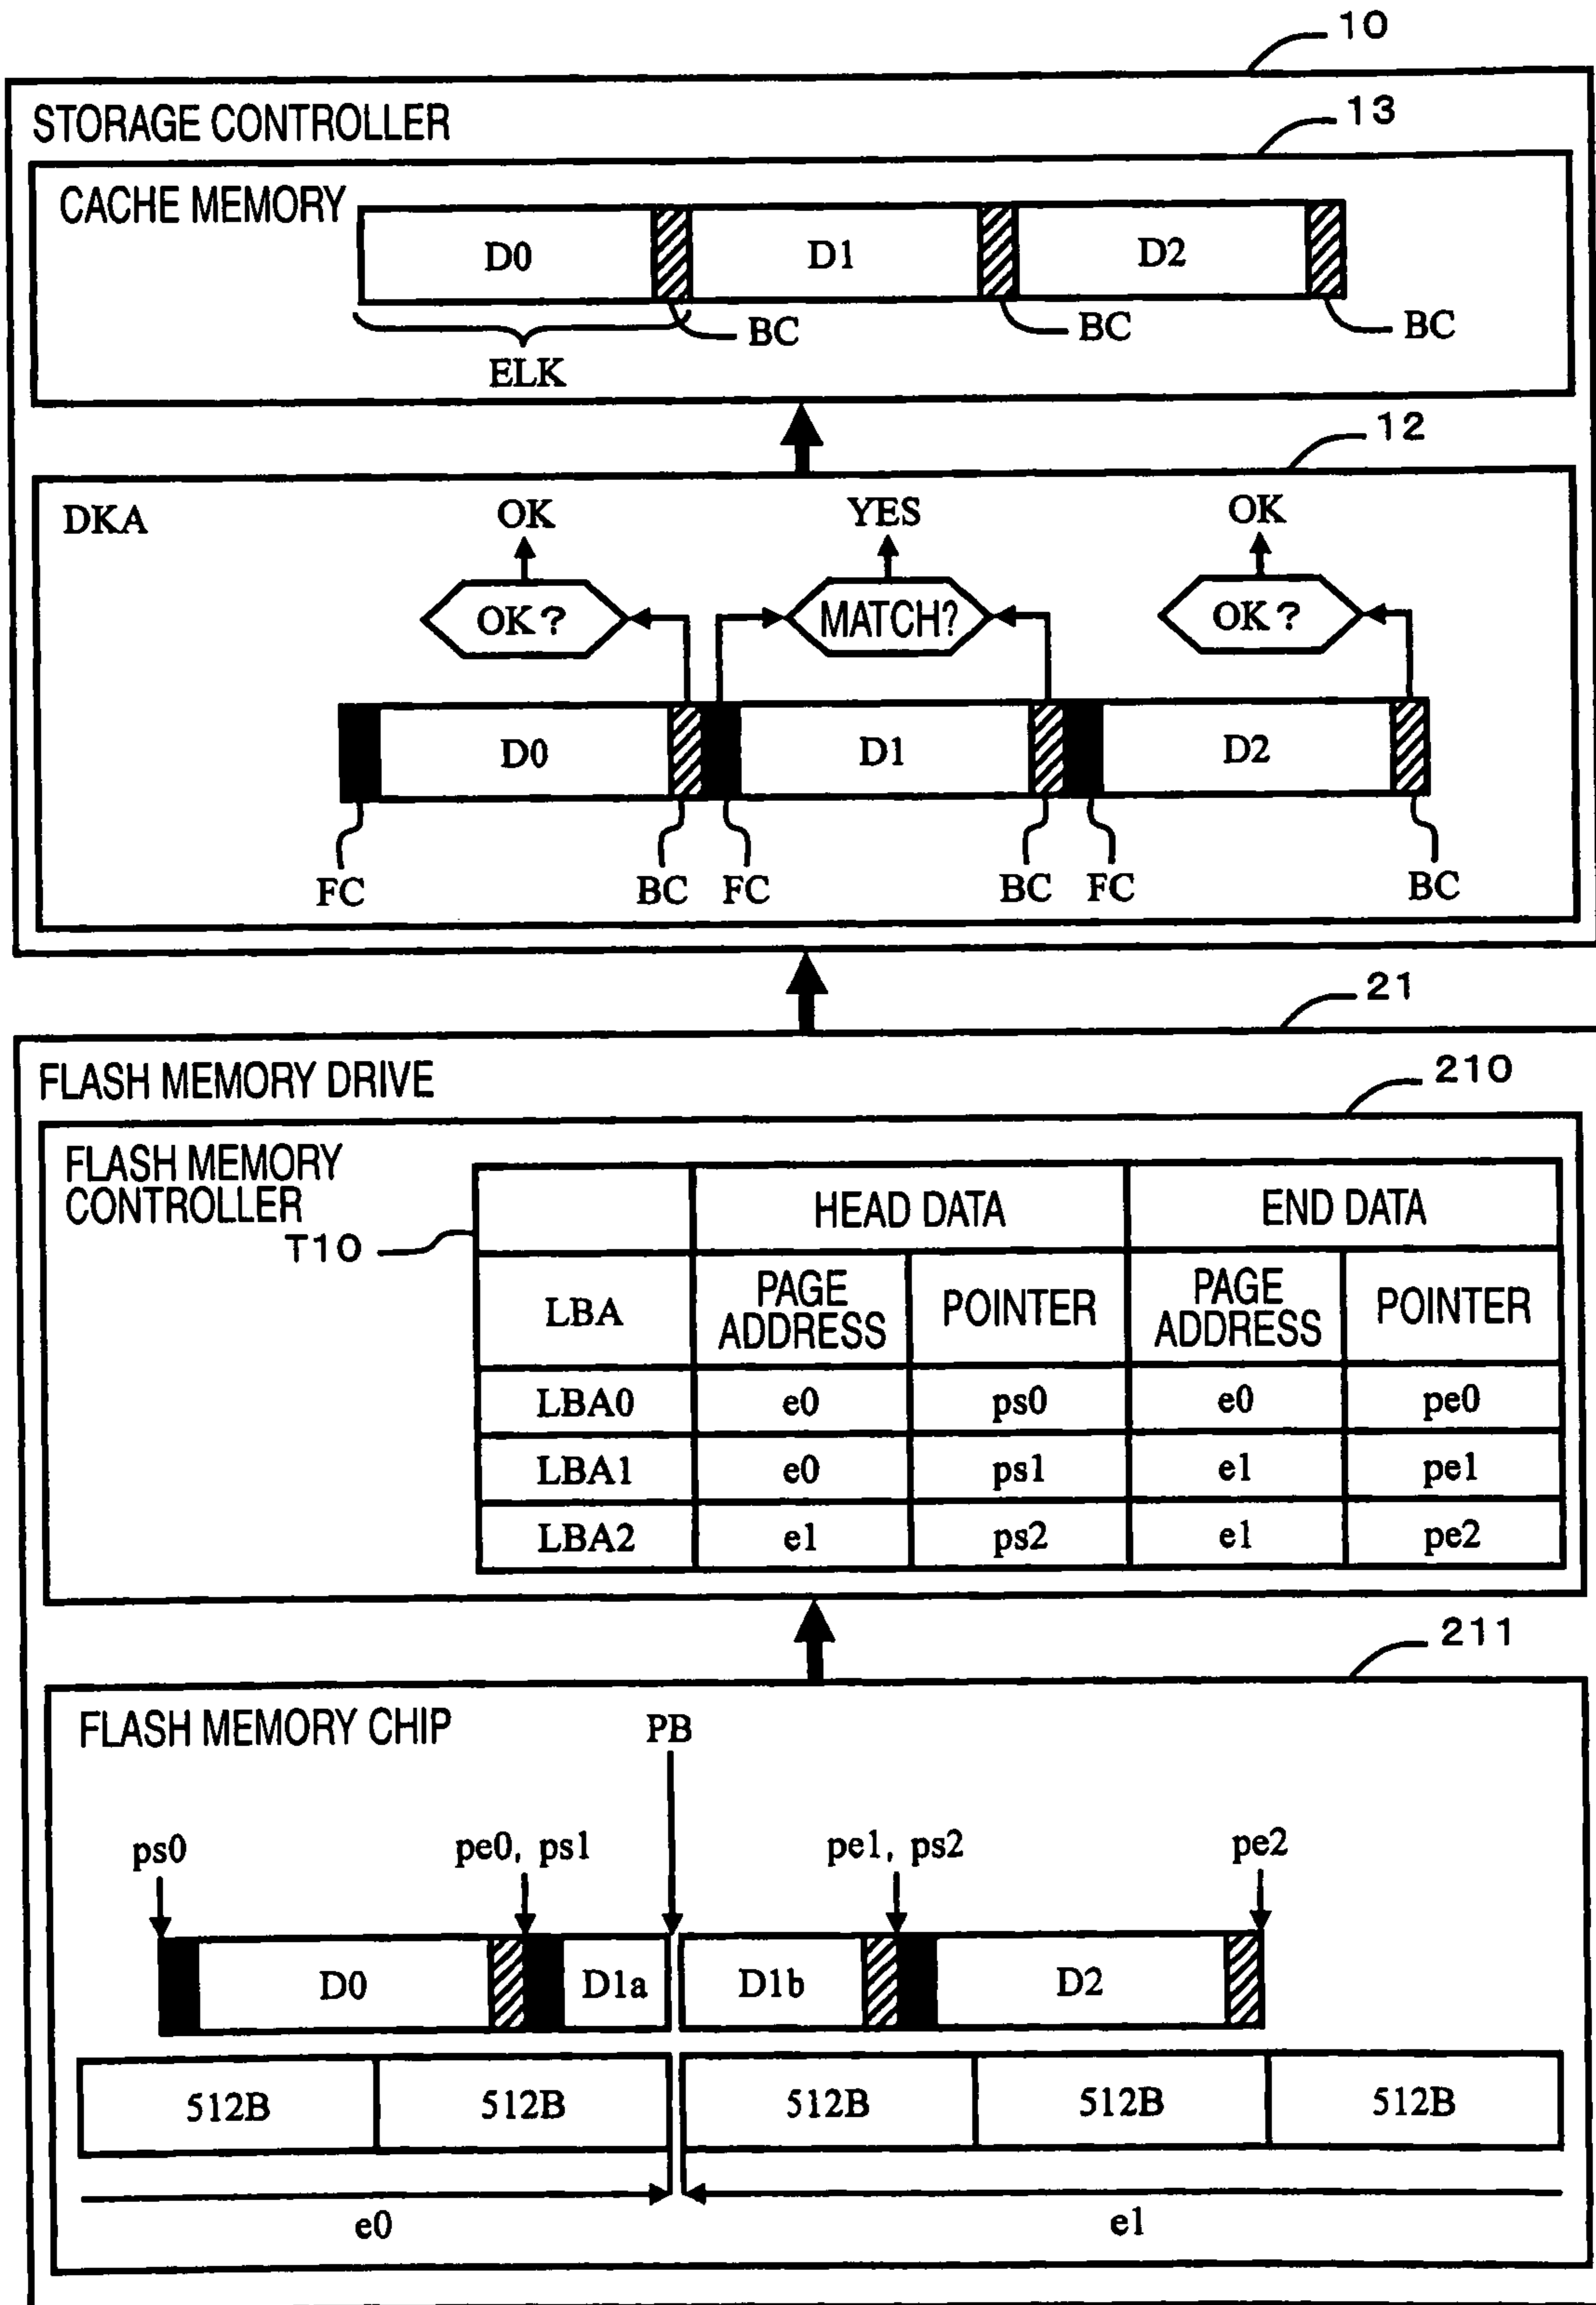 10
STORAGE CONTROLLER
13
CACHE MEMORY
D0 D1 D2
BC BC BC
ELK
12
DKA
OK YES OK
OK? MATCH? OK?
D0 D1 D2
FC BC FC BC FC BC
21
FLASH MEMORY DRIVE
210
FLASH MEMORY
CONTROLLER
T10
HEAD DATA END DATA
LBA PAGE ADDRESS POINTER PAGE ADDRESS POINTER
LBA0 e0 ps0 e0 pe0
LBA1 e0 ps1 e1 pe1
LBA2 e1 ps2 e1 pe2
211
FLASH MEMORY CHIP
PB
ps0 pe0, ps1 pe1, ps2 pe2
D0 D1a D1b D2
512B 512B 512B 512B 512B
e0 e1